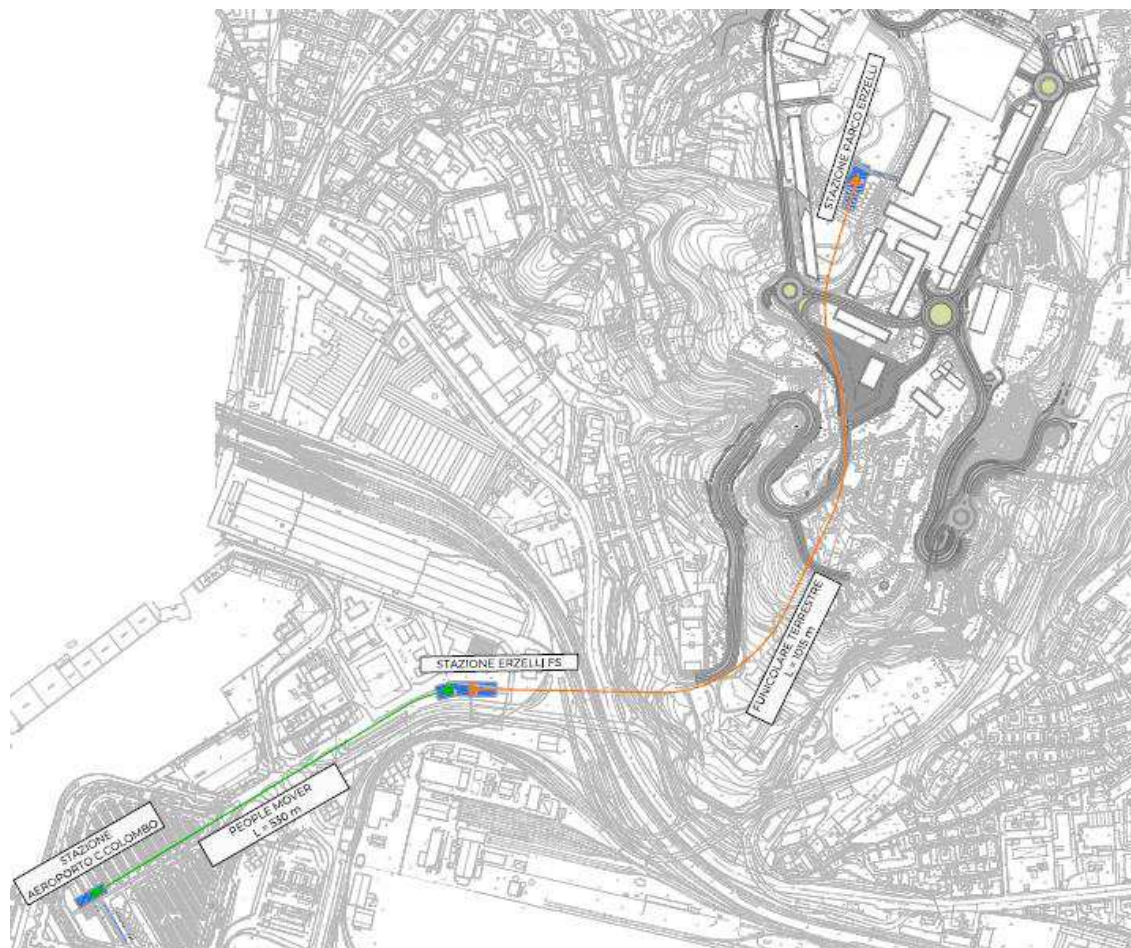 STAZIONE PARCO ERZELLI
STAZIONE ERZELLI FS
FUNICOLARE TERRESTRE
L = 1015 m
PEOPLE MOVER
L = 530 m
STAZIONE
AEROPORTO C.COLOMBO